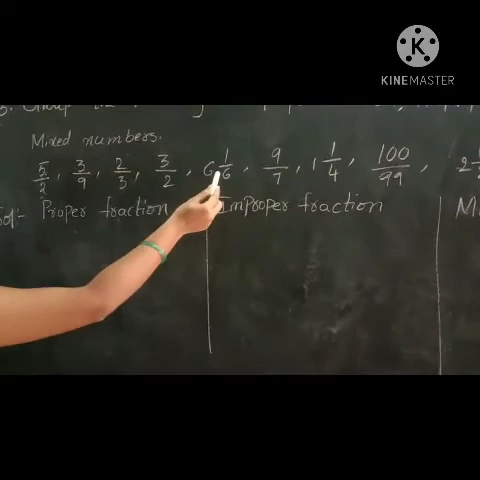 K
KINEMASTER
Mixed numbers.
5/2, 3/9, 2/3, 3/2, 6 1/6, 9/7, 1 1/4, 100/99,
Sol:- Proper fraction Improper fraction